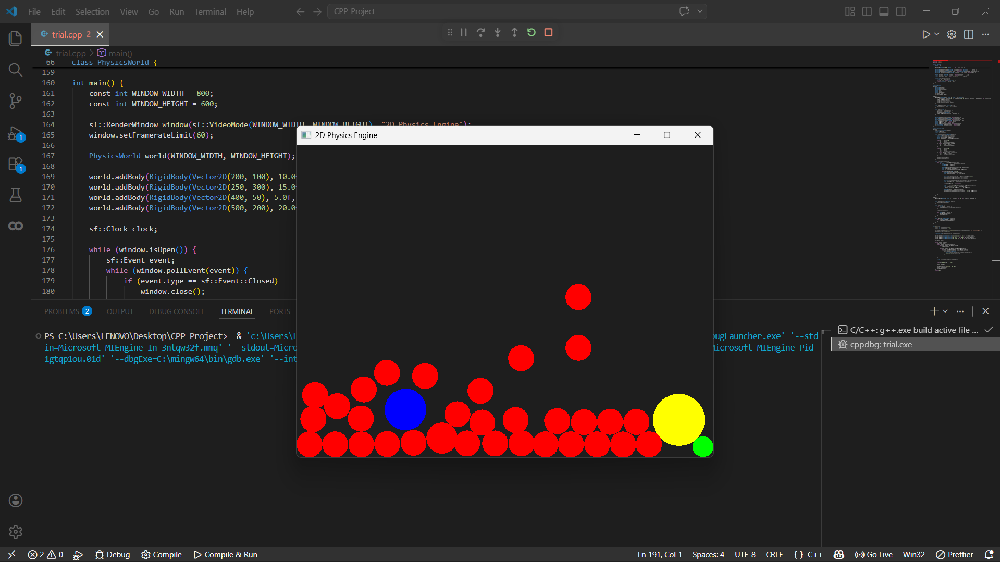 File Edit Selection View Go Run Terminal Help
CPP_Project
trial.cpp 2
trial.cpp > main()
66 class PhysicsWorld {
159
160 int main() {
161 const int WINDOW_WIDTH = 800;
162 const int WINDOW_HEIGHT = 600;
163
164 sf::RenderWindow window(sf::VideoMode(WINDOW_WIDTH, WINDOW_HEIGHT), "2D Physics Engine");
165 window.setFramerateLimit(60);
166
167 PhysicsWorld world(WINDOW_WIDTH, WINDOW_HEIGHT);
168
169 world.addBody(RigidBody(Vector2D(200, 100), 10.0
170 world.addBody(RigidBody(Vector2D(250, 300), 15.0
171 world.addBody(RigidBody(Vector2D(400, 50), 5.0f,
172 world.addBody(RigidBody(Vector2D(500, 200), 20.0
173
174 sf::Clock clock;
175
176 while (window.isOpen()) {
177 sf::Event event;
178 while (window.pollEvent(event)) {
179 if (event.type == sf::Event::Closed)
180 window.close();
2D Physics Engine
PROBLEMS 2 OUTPUT DEBUG CONSOLE TERMINAL PORTS
PS C:\Users\LENOVO\Desktop\CPP_Project> & 'c:\Users\L bugLauncher.exe' '--std
in=Microsoft-MIEngine-In-3ntqw32f.mmq' '--stdout=Micro Microsoft-MIEngine-Pid-
1gtqp1ou.01d' '--dbgExe=C:\mingw64\bin\gdb.exe' '--int
C/C++: g++.exe build active file ...
cppdbg: trial.exe
1
1
2 0 Debug Compile Compile & Run
Ln 191, Col 1 Spaces: 4 UTF-8 CRLF {} C++ Go Live Win32 Prettier